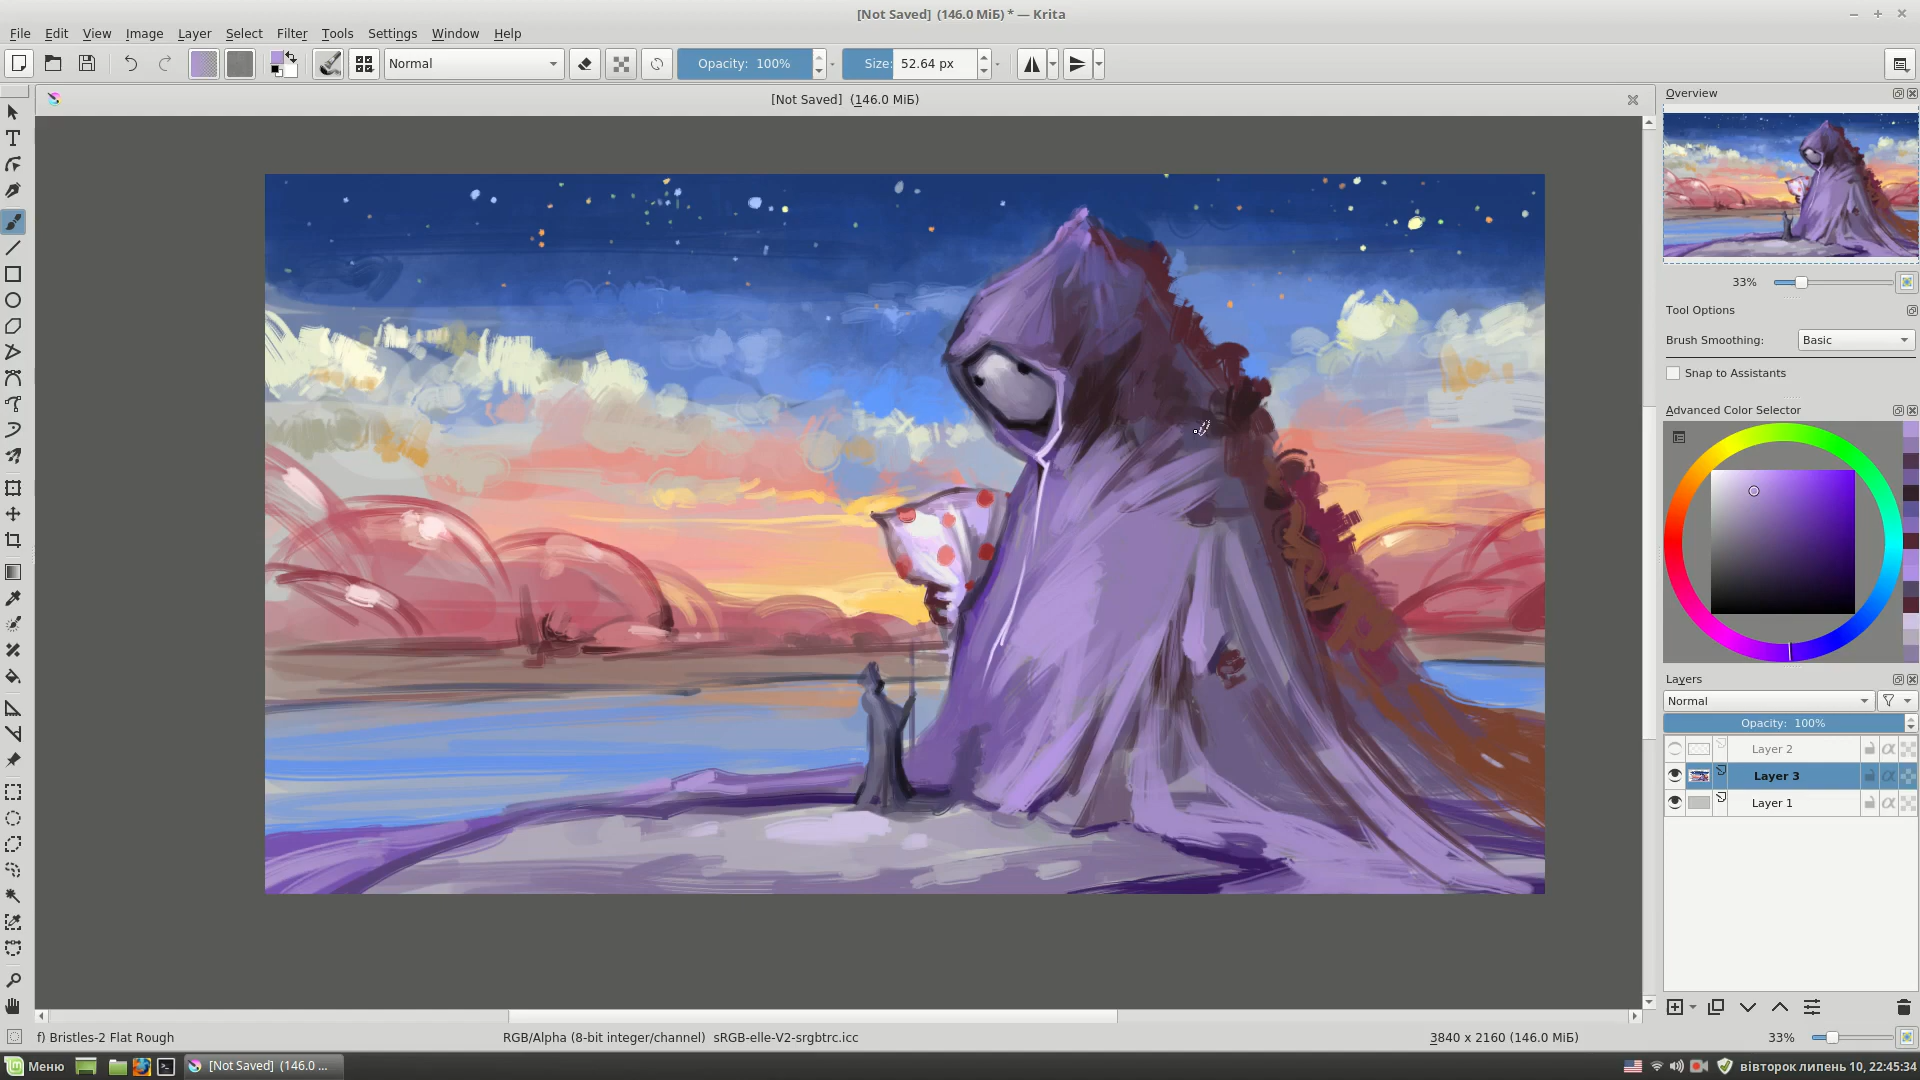 [Not Saved]  (146.0 МіБ) * — Krita
File Edit View Image Layer Select Filter Tools Settings Window Help
Normal Opacity: 100% Size: 52.64 px
[Not Saved]  (146.0 МіБ)
Overview
33%
Tool Options
Brush Smoothing: Basic
Snap to Assistants
Advanced Color Selector
Layers
Normal
Opacity: 100%
Layer 2
Layer 3
Layer 1
f) Bristles-2 Flat Rough RGB/Alpha (8-bit integer/channel)  sRGB-elle-V2-srgbtrc.icc 3840 x 2160 (146.0 МіБ) 33%
Меню [Not Saved]  (146.0 ... вівторок липень 10, 22:45:34